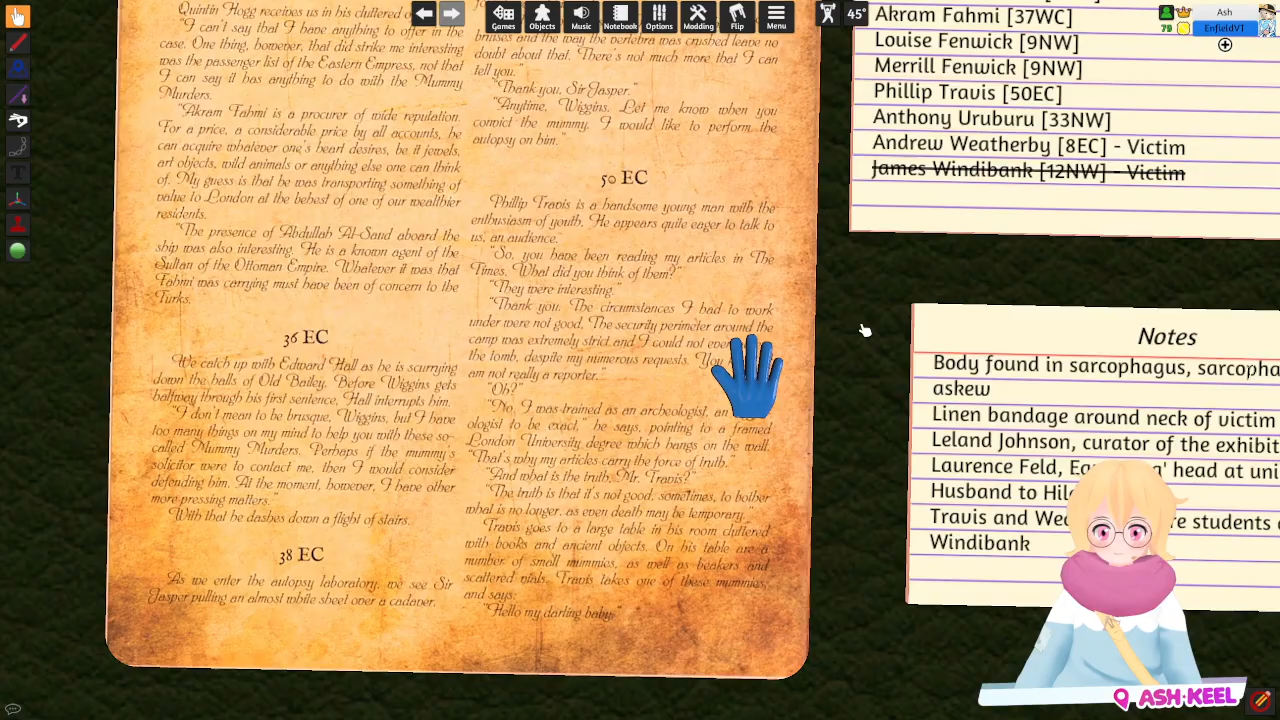 Games
Objects
Music
Notebook
Options
Modding
Flip
Menu
45°
79
Ash
EnfieldVT
Quintin Hogg receives us in his cluttered
"I can't say that I have anything to offer in the
case. One thing, however, that did strike me interesting
was the passenger list of the Eastern Empress, not that
I can say it has anything to do with the Mummy
Murders.
"Akram Fahmi is a procurer of wide reputation.
For a price, a considerable price by all accounts, he
can acquire whatever one's heart desires, be it jewels,
art objects, wild animals or anything else one can think
of. My guess is that he was transporting something of
value to London at the behest of one of our wealthier
residents.
"The presence of Abdullah Al-Saud aboard the
ship was also interesting. He is a known agent of the
Sultan of the Ottoman Empire. Whatever it was that
Fahmi was carrying must have been of concern to the
Turks.
36 EC
We catch up with Edward Hall as he is scurrying
down the halls of Old Bailey. Before Wiggins gets
halfway through his first sentence, Hall interrupts him.
"I don't mean to be brusque, Wiggins, but I have
too many things on my mind to help you with these so-
called Mummy Murders. Perhaps if the mummy's
solicitor were to contact me, then I would consider
defending him. At the moment, however, I have other
more pressing matters."
With that he dashes down a flight of stairs.
38 EC
As we enter the autopsy laboratory, we see Sir
Jasper pulling an almost white sheet over a cadaver.
bruises and the way the vertebra was crushed leave no
doubt about that. There's not much more that I can
tell you.
"Thank you, Sir Jasper."
"Anytime, Wiggins. Let me know when you
convict the mummy. I would like to perform the
autopsy on him."
50 EC
Phillip Travis is a handsome young man with the
enthusiasm of youth. He appears quite eager to talk to
us, an audience.
"So, you have been reading my articles in The
Times. What did you think of them?"
"They were interesting."
"Thank you. The circumstances I had to work
under were not good. The security perimeter around the
camp was extremely strict and I could not
the tomb, despite my numerous requests. You
am not really a reporter."
"Oh?"
"No, I was trained as an archeologist, an
ologist to be exact," he says, pointing to a framed
London University degree which hangs on the wall.
"That's why my articles carry the force of truth."
"And what is the truth, Mr. Travis?"
"The truth is that it's not good, sometimes, to bother
what is no longer, as even death may be temporary."
Travis goes to a large table in his room cluttered
with books and ancient objects. On his table are a
number of small mummies, as well as beakers and
scattered vials. Travis takes one of these mummies,
and says:
"Hello my darling baby."
Akram Fahmi [37WC]
Louise Fenwick [9NW]
Merrill Fenwick [9NW]
Phillip Travis [50EC]
Anthony Uruburu [33NW]
Andrew Weatherby [8EC] - Victim
James Windibank [12NW] - Victim
Notes
Body found in sarcophagus,
askew
Linen bandage around neck of victim
Leland Johnson, curator of the
Laurence Feld, head at
Husband to
Travis and students
Windibank
ASH-KEEL